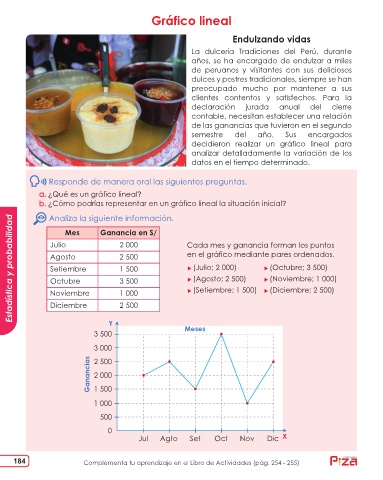 Gráfico lineal
Endulzando vidas
La dulcería Tradiciones del Perú, durante
años, se ha encargado de endulzar a miles
de peruanos y visitantes con sus deliciosos
dulces y postres tradicionales, siempre se han
preocupado mucho por mantener a sus
clientes contentos y satisfechos. Para la
declaración jurada anual del cierre
contable, necesitan establecer una relación
de las ganancias que tuvieron en el segundo
semestre del año. Sus encargados
decidieron realizar un gráfico lineal para
analizar detalladamente la variación de los
datos en el tiempo determinado.
Responde de manera oral las siguientes preguntas.
a. ¿Qué es un gráfico lineal?
b. ¿Cómo podrías representar en un gráfico lineal la situación inicial?
Analiza la siguiente información.
Mes Ganancia en S/
Julio 2 000
Agosto 2 500
Setiembre 1 500
Octubre 3 500
Noviembre 1 000
Diciembre 2 500
Cada mes y ganancia forman los puntos
en el gráfico mediante pares ordenados.
(Julio; 2 000) (Octubre; 3 500)
(Agosto; 2 500) (Noviembre; 1 000)
(Setiembre; 1 500) (Diciembre; 2 500)
Y
Meses
3 500
3 000
2 500
2 000
1 500
1 000
500
0
Ganancias
Jul Agto Set Oct Nov Dic X
Estadística y probabilidad
184
Complementa tu aprendizaje en el Libro de Actividades (pág. 254 - 255)
Piza